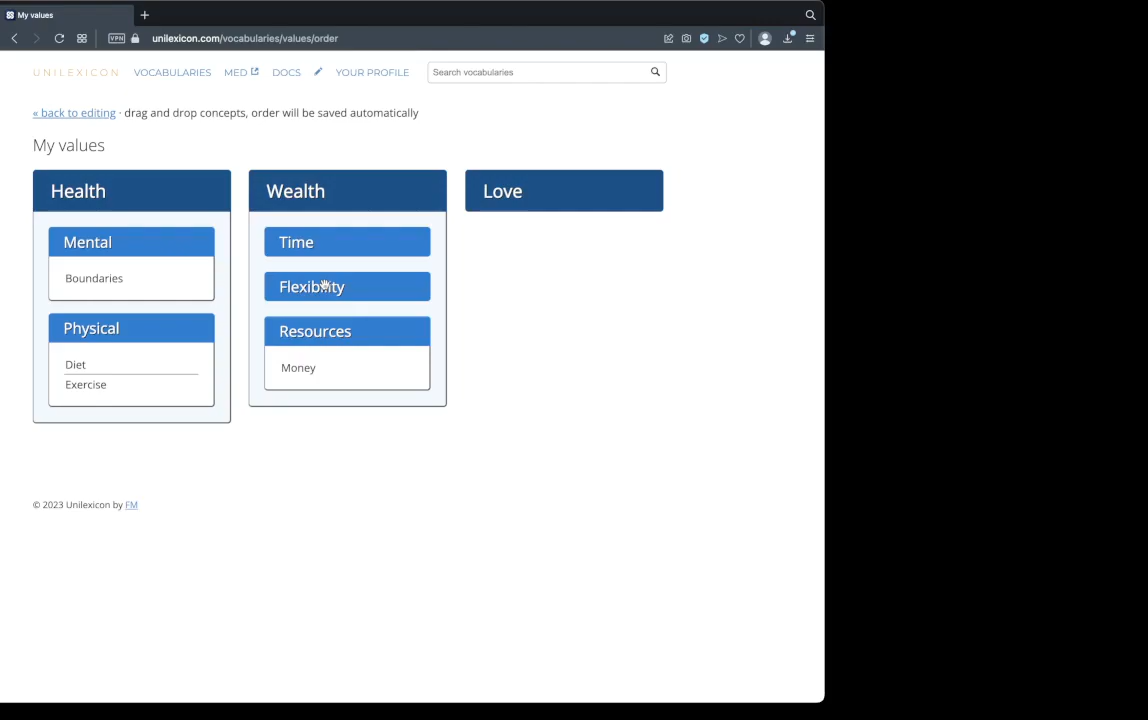 My values
VPN
unilexicon.com/vocabularies/values/order
UNILEXICON VOCABULARIES MED DOCS YOUR PROFILE Search vocabularies
« back to editing · drag and drop concepts, order will be saved automatically
My values
Health
Mental
Boundaries
Physical
Diet
Exercise
Wealth
Time
Flexibility
Resources
Money
Love
© 2023 Unilexicon by FM